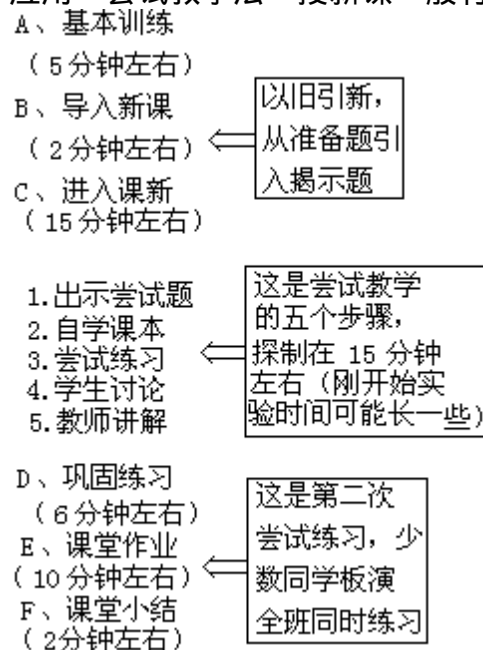 A、基本训练
（5分钟左右）
B、导入新课
（2分钟左右）
C、进入课新
（15分钟左右）
以旧引新，
从准备题引
入揭示题
1.出示尝试题
2.自学课本
3.尝试练习
4.学生讨论
5.教师讲解
这是尝试教学
的五个步骤，
探制在 15 分钟
左右（刚开始实
验时间可能长一些）
D、巩固练习
（6分钟左右）
E、课堂作业
（10分钟左右）
F、课堂小结
（2分钟左右）
这是第二次
尝试练习，少
数同学板演
全班同时练习